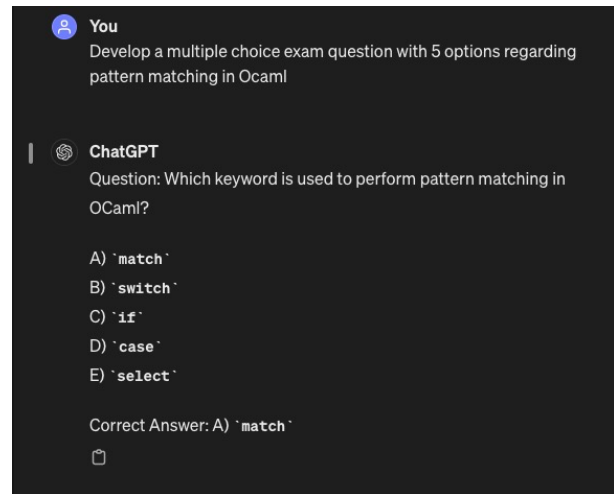 You
Develop a multiple choice exam question with 5 options regarding
pattern matching in Ocaml
ChatGPT
Question: Which keyword is used to perform pattern matching in
OCaml?
A) `match`
B) `switch`
C) `if`
D) `case`
E) `select`
Correct Answer: A) `match`